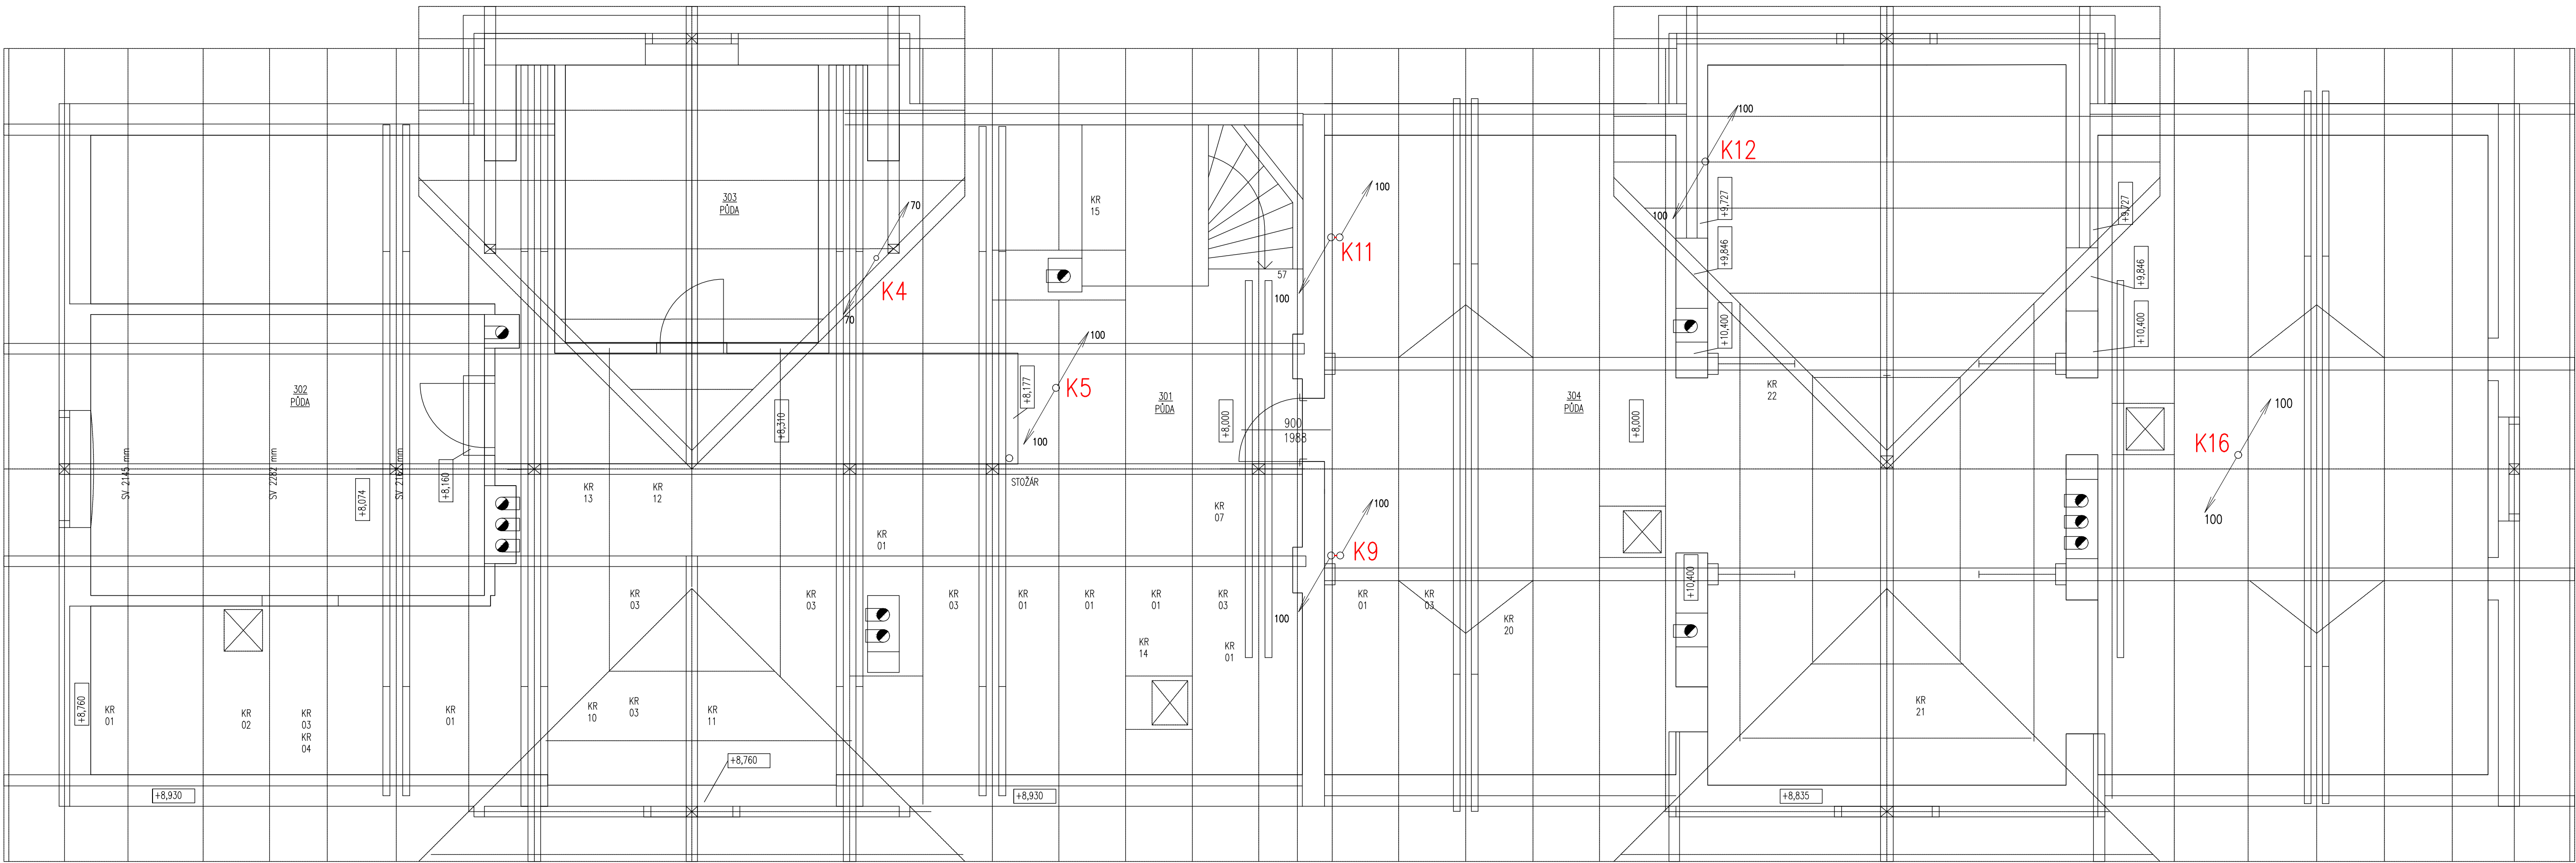 100
K12
303
PŮDA
70
K4
70
KR
15
57
100
K11
100
100
+9,727
+9,846
+10,400
+9,727
+9,846
+10,400
302
PŮDA
+8,310
+8,177
100
K5
100
301
PŮDA
+8,000
900
1988
304
PŮDA
+8,000
KR
22
100
K16
100
SV 2145 mm
SV 2282 mm
+8,074
+8,160
KR
13
KR
12
STOŽÁR
KR
07
KR
01
100
K9
100
+10,400
KR
03
KR
03
KR
03
KR
01
KR
01
KR
01
KR
03
KR
01
KR
03
KR
20
KR
14
KR
01
+8,760
KR
01
KR
02
KR
03
KR
04
KR
01
KR
10
KR
03
KR
11
KR
21
+8,760
+8,930
+8,930
+8,835